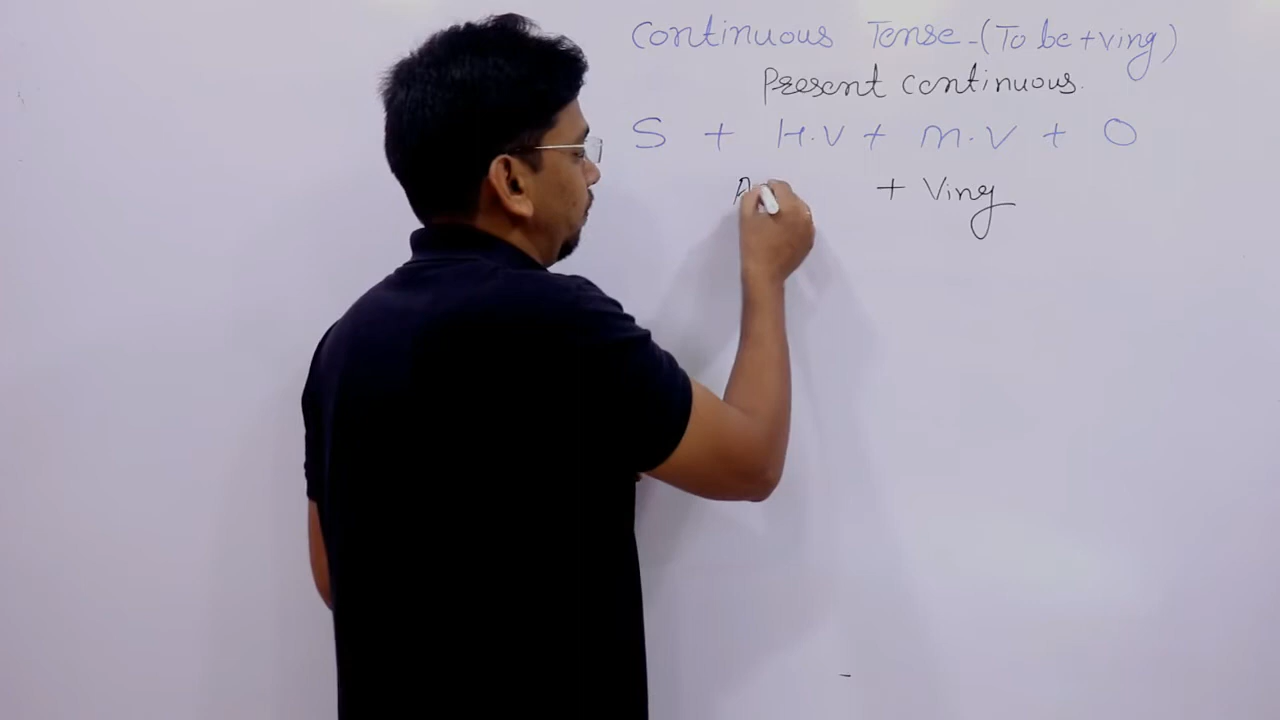 Continuous Tense-(To be+ving)
Present continuous.
S + H.V + m.V + O
+ Ving